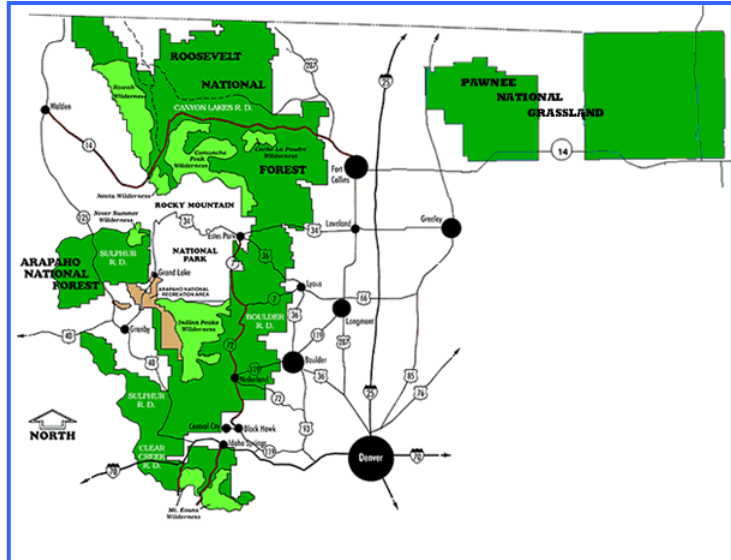 ROOSEVELT
NATIONAL
287
25
Rawah
Wilderness
PAWNEE
NATIONAL
GRASSLAND
Walden
CANYON LAKES R. D.
14
Comanche
Peak
Wilderness
Cache La Poudre
Wilderness
14
FOREST
Fort
Collins
Neota Wilderness
ROCKY MOUNTAIN
Never Summer
Wilderness
125
34
Estes Park
Loveland
34
Greeley
NATIONAL
PARK
SULPHUR
R. D.
36
7
ARAPAHO
NATIONAL
FOREST
Grand Lake
ARAPAHO NATIONAL
RECREATION AREA
Lyons
7
66
36
Indian Peaks
Wilderness
BOULDER
R. D.
Longmont
Granby
40
119
287
40
72
Boulder
36
119
85
76
Nederland
25
SULPHUR
R. D.
72
NORTH
Central City
Black Hawk
93
CLEAR
CREEK
R. D.
Idaho Springs
119
Denver
70
70
Mt. Evans
Wilderness